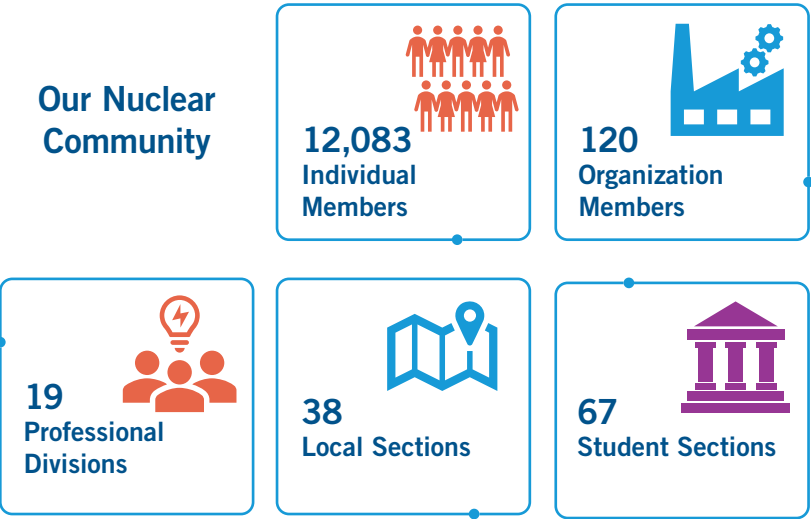 Our Nuclear
Community
12,083
Individual
Members
120
Organization
Members
19
Professional
Divisions
38
Local Sections
67
Student Sections